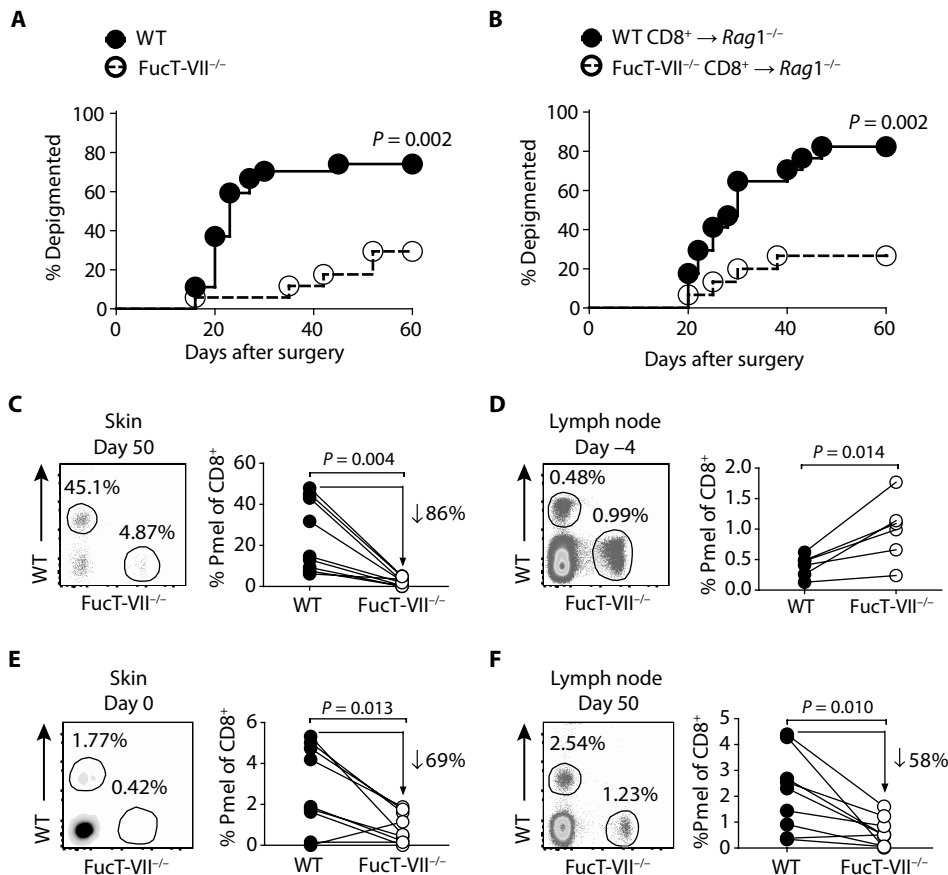 A
WT
FucT-VII⁻/⁻
100
80
60
40
20
0
% Depigmented
P = 0.002
0 20 40 60
Days after surgery
B
WT CD8⁺ → Rag1⁻/⁻
FucT-VII⁻/⁻ CD8⁺ → Rag1⁻/⁻
100
80
60
40
20
0
% Depigmented
P = 0.002
0 20 40 60
Days after surgery
C
Skin
Day 50
45.1%
4.87%
WT
FucT-VII⁻/⁻
% Pmel of CD8⁺
60
40
20
0
P = 0.004
↓86%
WT FucT-VII⁻/⁻
D
Lymph node
Day –4
0.48%
0.99%
WT
FucT-VII⁻/⁻
% Pmel of CD8⁺
2.0
1.5
1.0
0.5
0.0
P = 0.014
WT FucT-VII⁻/⁻
E
Skin
Day 0
1.77%
0.42%
WT
FucT-VII⁻/⁻
% Pmel of CD8⁺
6
4
2
0
P = 0.013
↓69%
WT FucT-VII⁻/⁻
F
Lymph node
Day 50
2.54%
1.23%
WT
FucT-VII⁻/⁻
%Pmel of CD8⁺
5
4
3
2
1
0
P = 0.010
↓58%
WT FucT-VII⁻/⁻